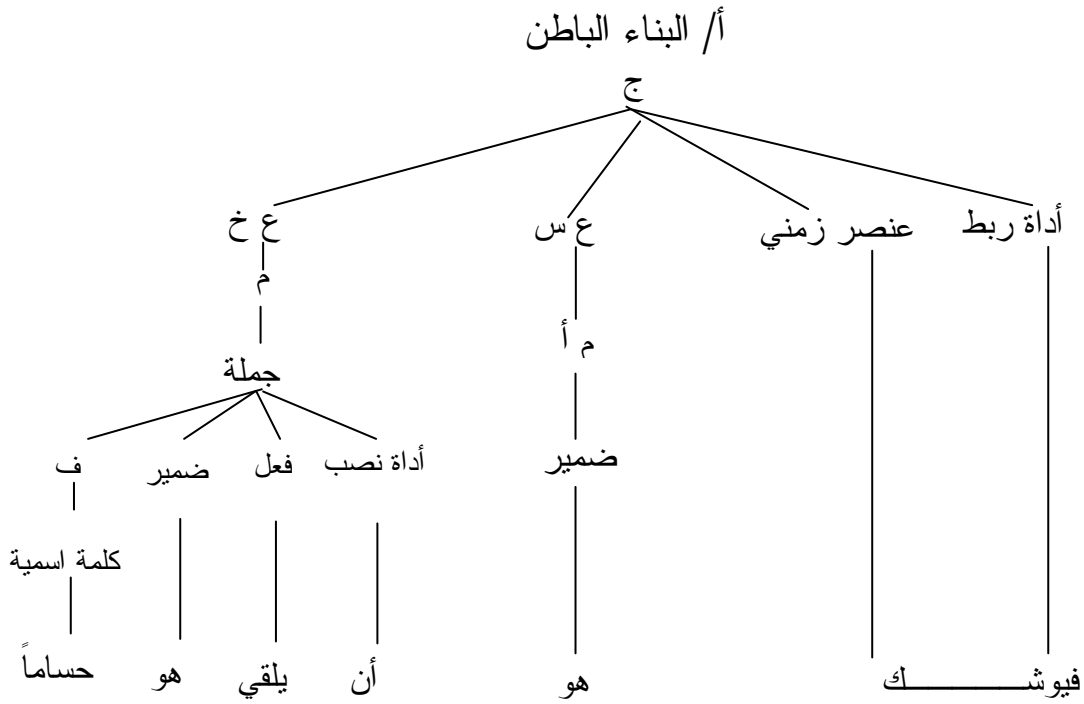 أ/ البناء الباطن
ج
أداة ربط عنصر زمني ع س ع خ
م
م أ
جملة
أداة نصب فعل ضمير ف
ضمير
كلمة اسمية
فيوشــــــــــك هو أن يلقي هو حساماً